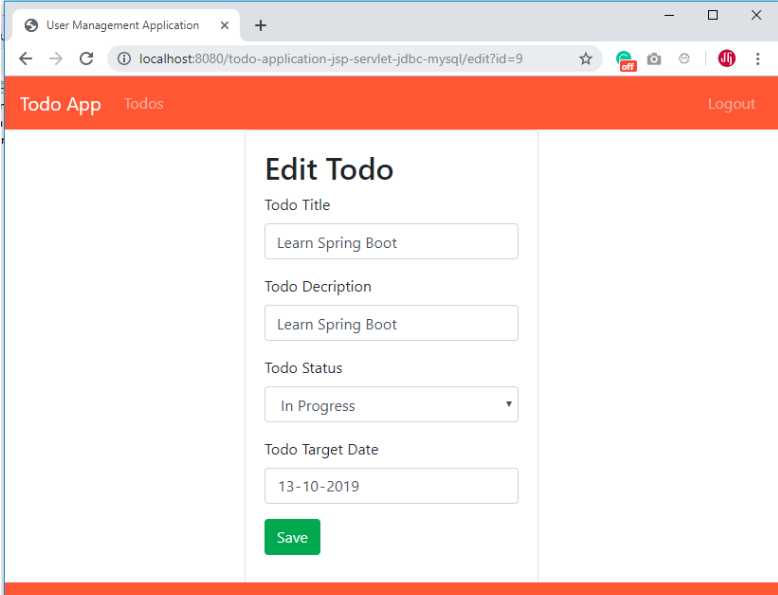 User Management Application
localhost:8080/todo-application-jsp-servlet-jdbc-mysql/edit?id=9
off
Todo App Todos Logout
Edit Todo
Todo Title
Learn Spring Boot
Todo Decription
Learn Spring Boot
Todo Status
In Progress
Todo Target Date
13-10-2019
Save